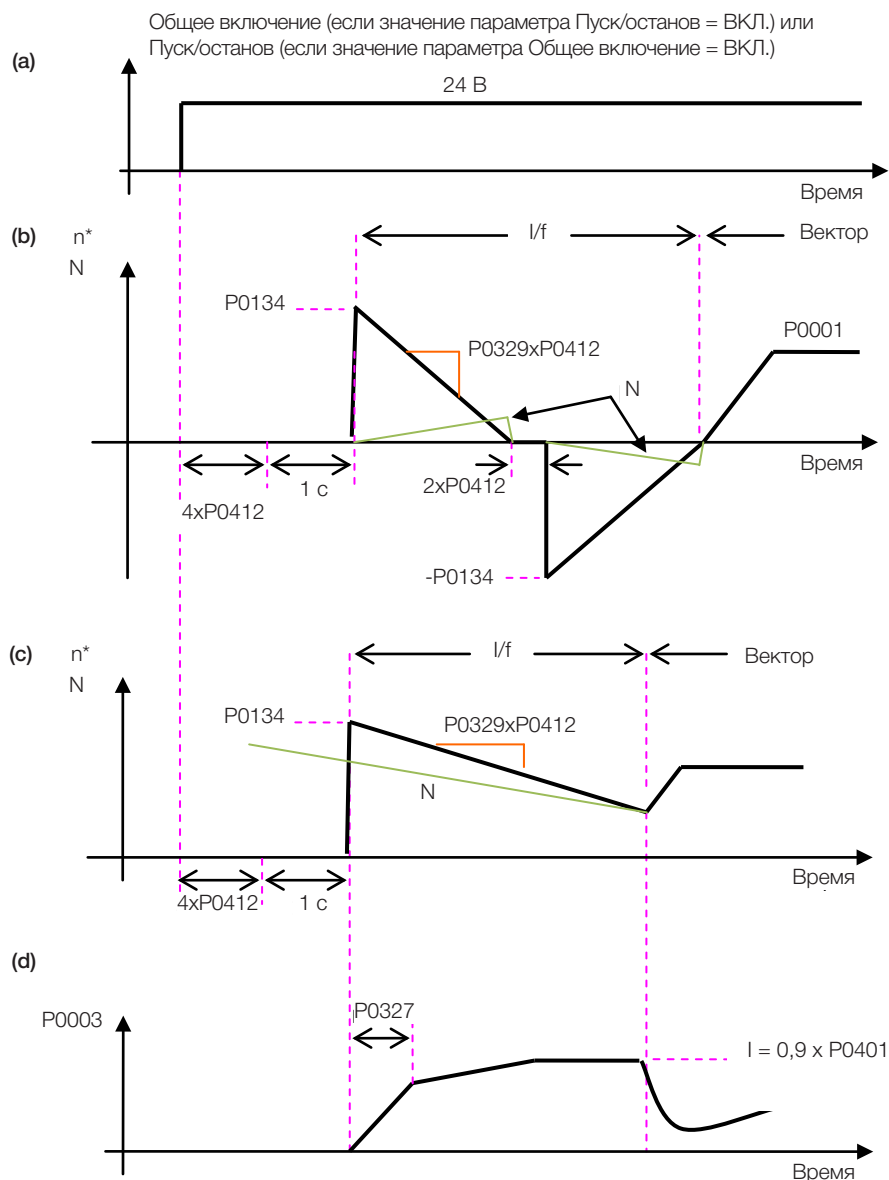 Общее включение (если значение параметра Пуск/останов = ВКЛ.) или
Пуск/останов (если значение параметра Общее включение = ВКЛ.)
(a)
24 В
Время
(b)
n*
N
I/f
Вектор
P0134
P0329xP0412
P0001
N
Время
4xP0412
1 с
2xP0412
-P0134
(c)
n*
N
I/f
Вектор
P0134
P0329xP0412
N
Время
4xP0412
1 с
(d)
P0003
P0327
I = 0,9 x P0401
Время